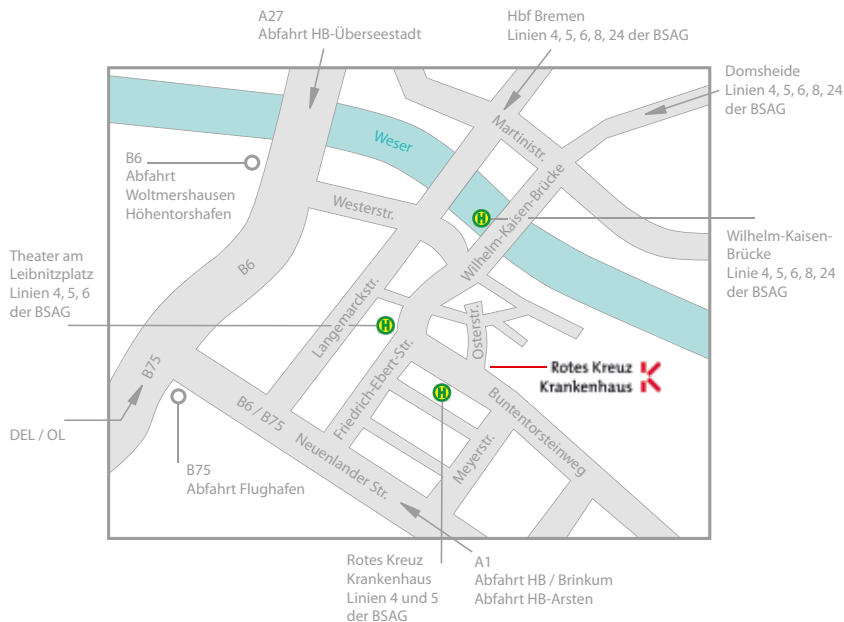 A27
Abfahrt HB-Überseestadt
Hbf Bremen
Linien 4, 5, 6, 8, 24 der BSAG
Domsheide
Linien 4, 5, 6, 8, 24
der BSAG
Martinistr.
Weser
B6
Abfahrt
Woltmershausen
Höhentorshafen
Westerstr.
Wilhelm-Kaisen-Brücke
H
Wilhelm-Kaisen-
Brücke
Linie 4, 5, 6, 8, 24
der BSAG
Theater am
Leibnitzplatz
Linien 4, 5, 6
der BSAG
B6
Langemarckstr.
H
Osterstr.
B75
Friedrich-Ebert-Str.
Rotes Kreuz
Krankenhaus
H
B6 / B75
Buntentorsteinweg
DEL / OL
Neuenlander Str.
Meyerstr.
B75
Abfahrt Flughafen
Rotes Kreuz
Krankenhaus
Linien 4 und 5
der BSAG
A1
Abfahrt HB / Brinkum
Abfahrt HB-Arsten